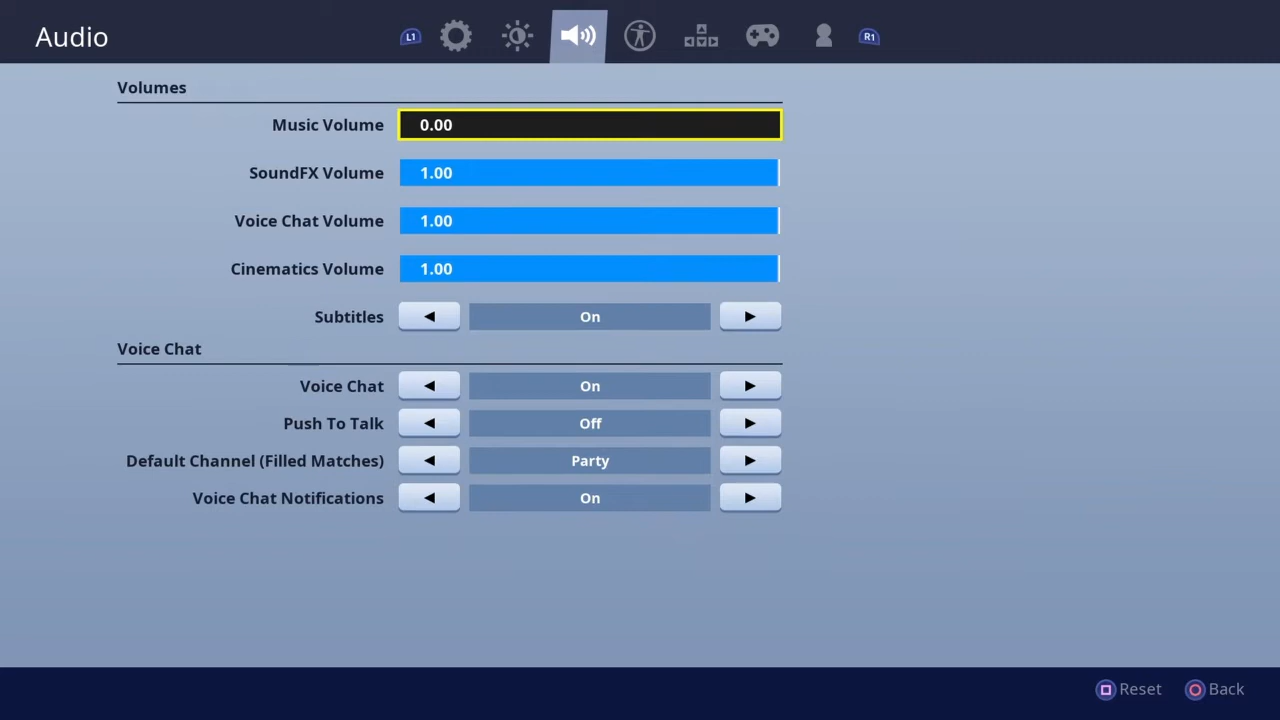 Audio
L1
R1
Volumes
Music Volume 0.00
SoundFX Volume 1.00
Voice Chat Volume 1.00
Cinematics Volume 1.00
Subtitles On
Voice Chat
Voice Chat On
Push To Talk Off
Default Channel (Filled Matches) Party
Voice Chat Notifications On
Reset Back